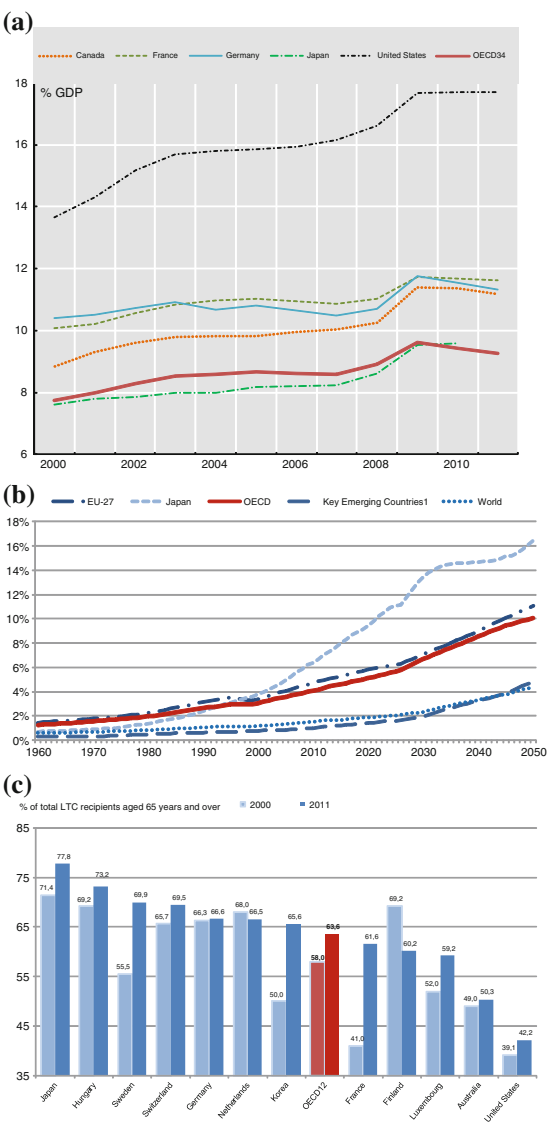 (a)
Canada France Germany Japan United States OECD34
% GDP
18
16
14
12
10
8
6
2000 2002 2004 2006 2008 2010
(b)
EU-27 Japan OECD Key Emerging Countries1 World
18%
16%
14%
12%
10%
8%
6%
4%
2%
0%
1960 1970 1980 1990 2000 2010 2020 2030 2040 2050
(c)
% of total LTC recipients aged 65 years and over 2000 2011
85
75
65
55
45
35
71,4 77,8 69,2 73,2 55,5 69,9 65,7 69,5 66,3 66,6 68,0 66,5 50,0 65,6 58,0 63,6 41,0 61,6 69,2 60,2 52,0 59,2 49,0 50,3 39,1 42,2
Japan Hungary Sweden Switzerland Germany Netherlands Korea OECD12 France Finland Luxembourg Australia United States